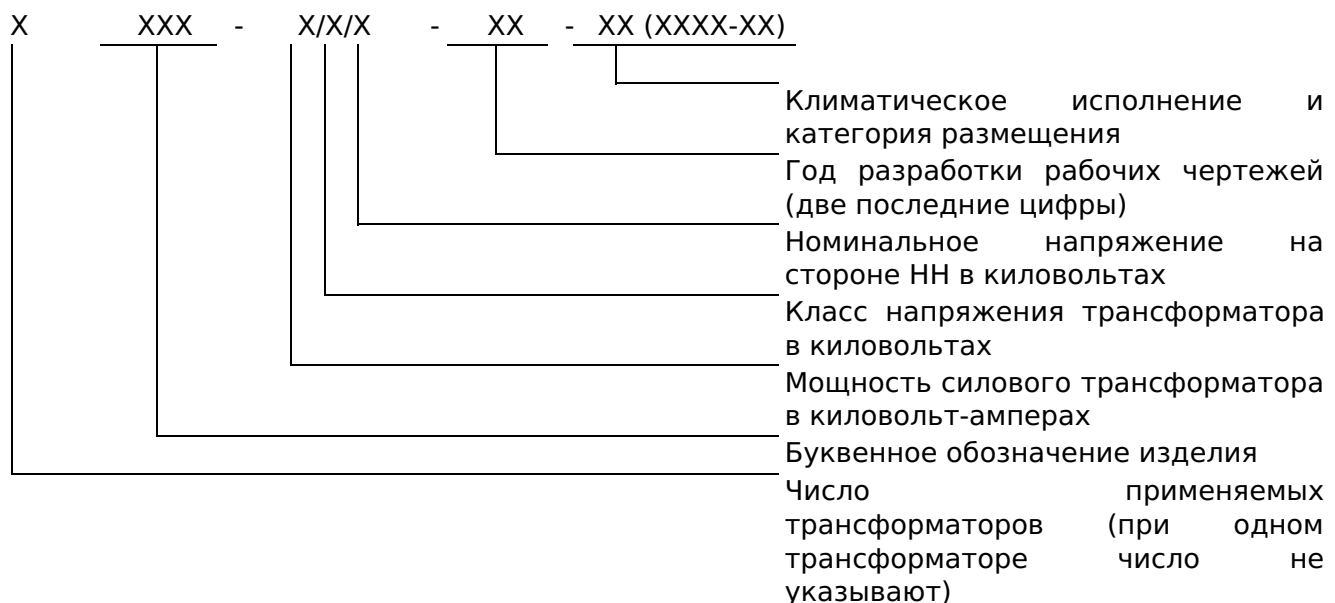 X XXX - X/X/X - XX - XX (XXXX-XX)
Климатическое исполнение и
категория размещения
Год разработки рабочих чертежей
(две последние цифры)
Номинальное напряжение на
стороне НН в киловольтах
Класс напряжения трансформатора
в киловольтах
Мощность силового трансформатора
в киловольт-амперах
Буквенное обозначение изделия
Число применяемых
трансформаторов (при одном
трансформаторе число не
указывают)